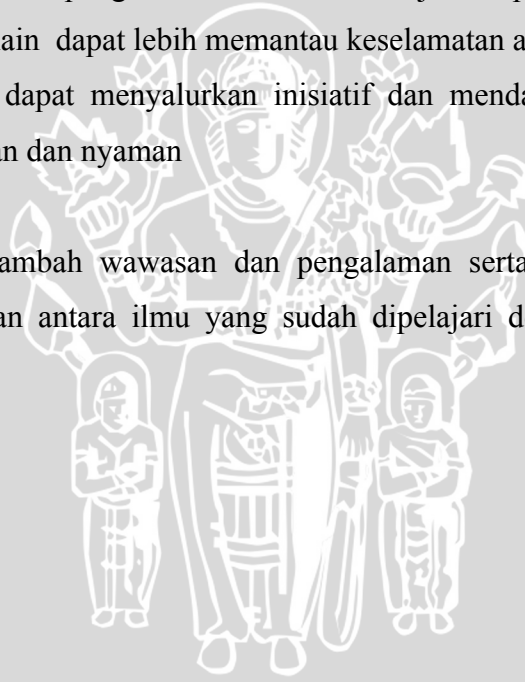 ain dapat lebih memantau keselamatan a
dapat menyalurkan inisiatif dan menda
an dan nyaman
ambah wawasan dan pengalaman serta
an antara ilmu yang sudah dipelajari d